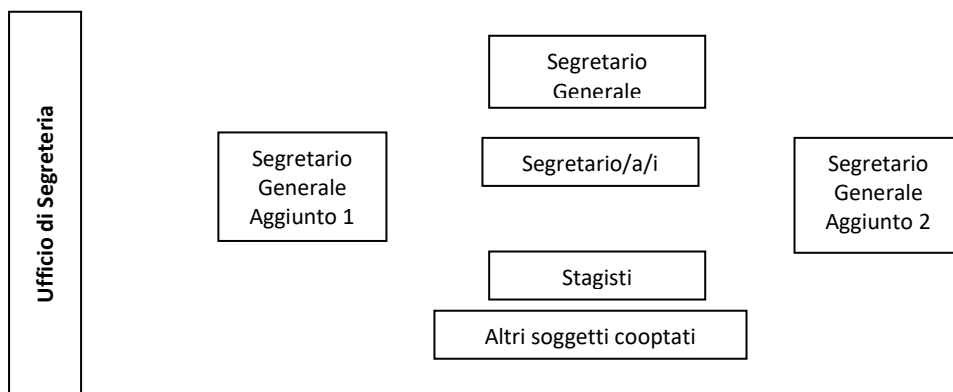 Ufficio di Segreteria
Segretario
Generale
Segretario
Generale
Aggiunto 1
Segretario/a/i
Segretario
Generale
Aggiunto 2
Stagisti
Altri soggetti cooptati